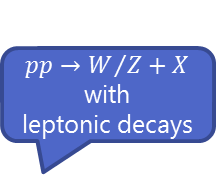 pp → W/Z + X
with
leptonic decays